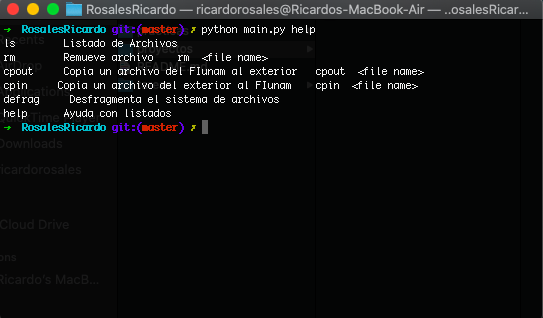 RosalesRicardo — ricardorosales@Ricardos-MacBook-Air — ..osalesRicar...
→ RosalesRicardo git:(master) ✗ python main.py help
ls Listado de Archivos
rm Remueve archivo rm <file name>
cpout Copia un archivo del FIunam al exterior cpout <file name>
cpin Copia un archivo del exterior al FIunam cpin <file name>
defrag Desfragmenta el sistema de archivos
help Ayuda con listados
→ RosalesRicardo git:(master) ✗
Downloads
ricardorosales
Cloud Drive
Ricardo's MacB...